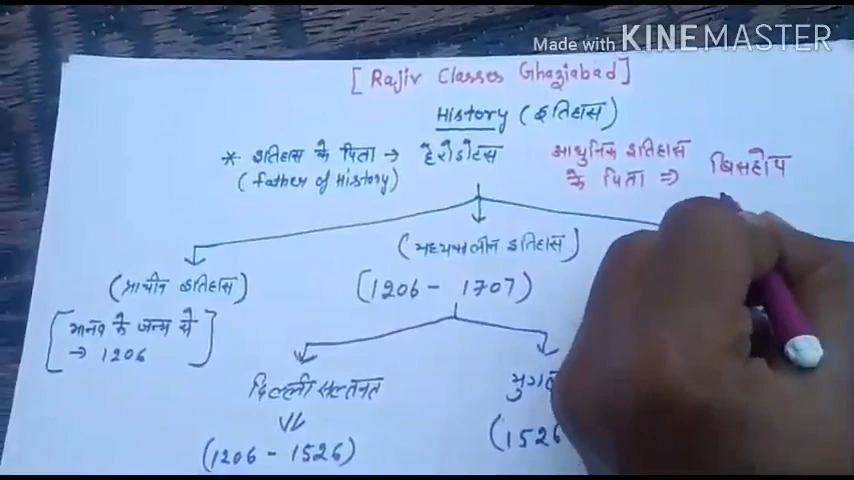 Made with KINEMASTER
[Rajiv Classes Ghaziabad]
History (इतिहास)
* इतिहास के पिता → हेरोडोटस
(father of History)
आधुनिक इतिहास
के पिता ⇒ बिसहोप
(मध्यकालीन इतिहास)
(प्राचीन इतिहास)
[1206 - 1707)
[मानव के जन्म से
→ 1206]
दिल्ली सल्तनत
(1206 - 1526)
(1526